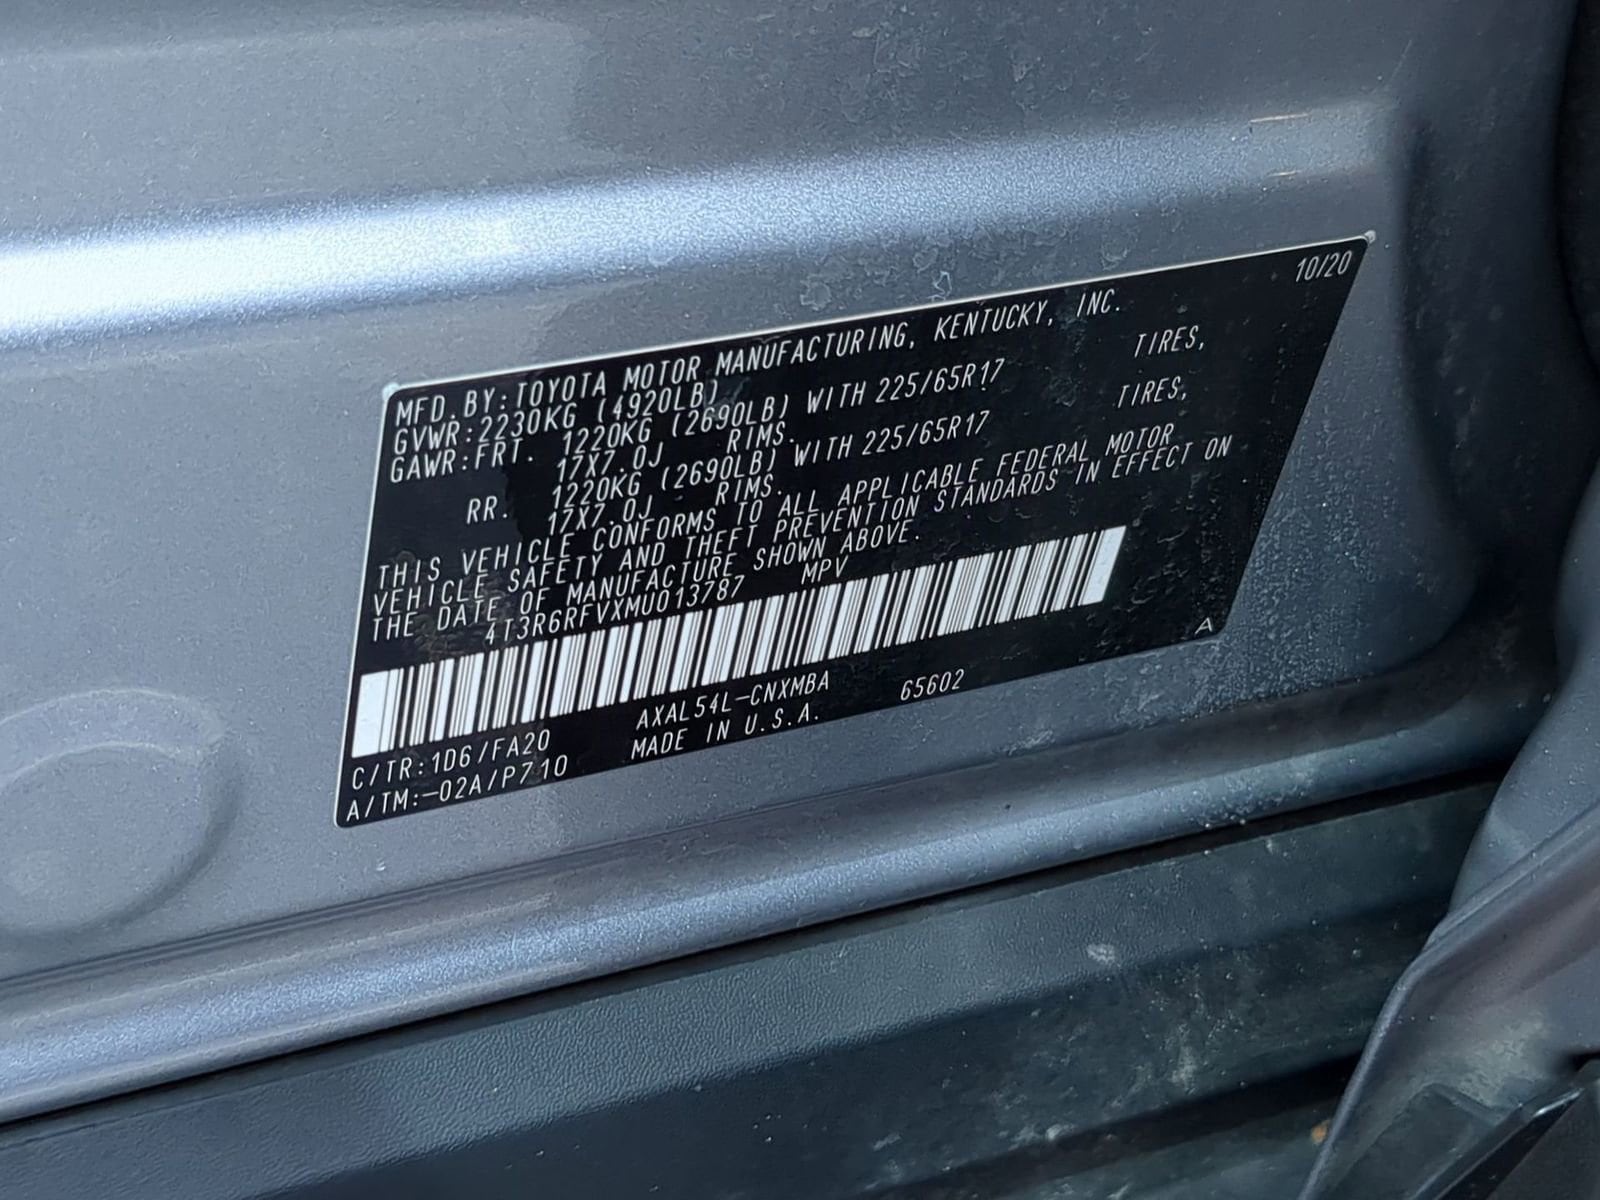 10/20
MFD.BY:TOYOTA MOTOR MANUFACTURING, KENTUCKY, INC.
GVWR:2230KG (4920LB)
GAWR:FRT. 1220KG (2690LB) WITH 225/65R17 TIRES,
17X7.0J RIMS.
RR. 1220KG (2690LB) WITH 225/65R17 TIRES,
17X7.0J RIMS.
THIS VEHICLE CONFORMS TO ALL APPLICABLE FEDERAL MOTOR
VEHICLE SAFETY AND THEFT PREVENTION STANDARDS IN EFFECT ON
THE DATE OF MANUFACTURE SHOWN ABOVE.
4T3R6RFVXMU013787 MPV
A
C/TR:1D6/FA20 AXAL54L-CNXMBA 65602
A/TM:-02A/P710 MADE IN U.S.A.